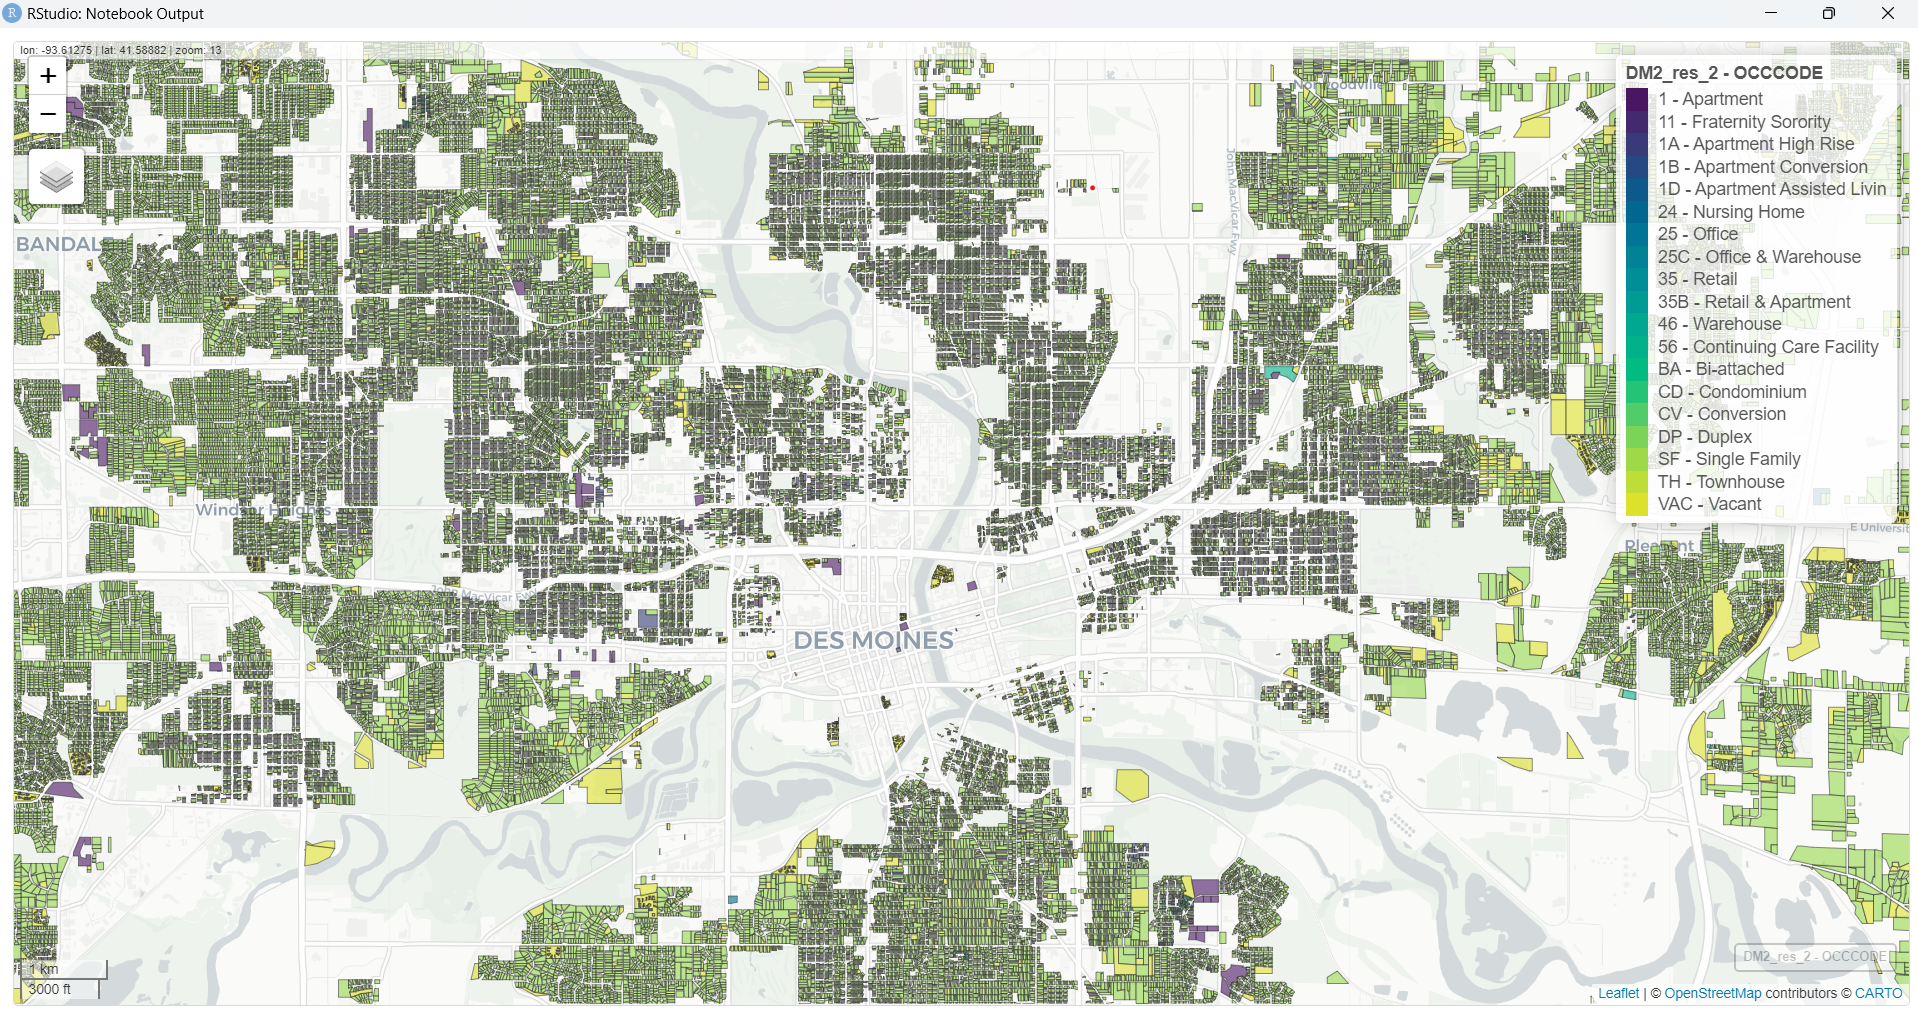 RStudio: Notebook Output
lon: -93.61275 | lat: 41.58882 | zoom: 13
+
−
DM2_res_2 - OCCCODE
1 - Apartment
11 - Fraternity Sorority
1A - Apartment High Rise
1B - Apartment Conversion
1D - Apartment Assisted Livin
24 - Nursing Home
25 - Office
25C - Office & Warehouse
35 - Retail
35B - Retail & Apartment
46 - Warehouse
56 - Continuing Care Facility
BA - Bi-attached
CD - Condominium
CV - Conversion
DP - Duplex
SF - Single Family
TH - Townhouse
VAC - Vacant
John MacVicar Fwy
BANDAL
Windsor Heights
E Universit
John MacVicar Fwy
DES MOINES
DM2_res_2 - OCCCODE
1 km
3000 ft
Leaflet | © OpenStreetMap contributors © CARTO